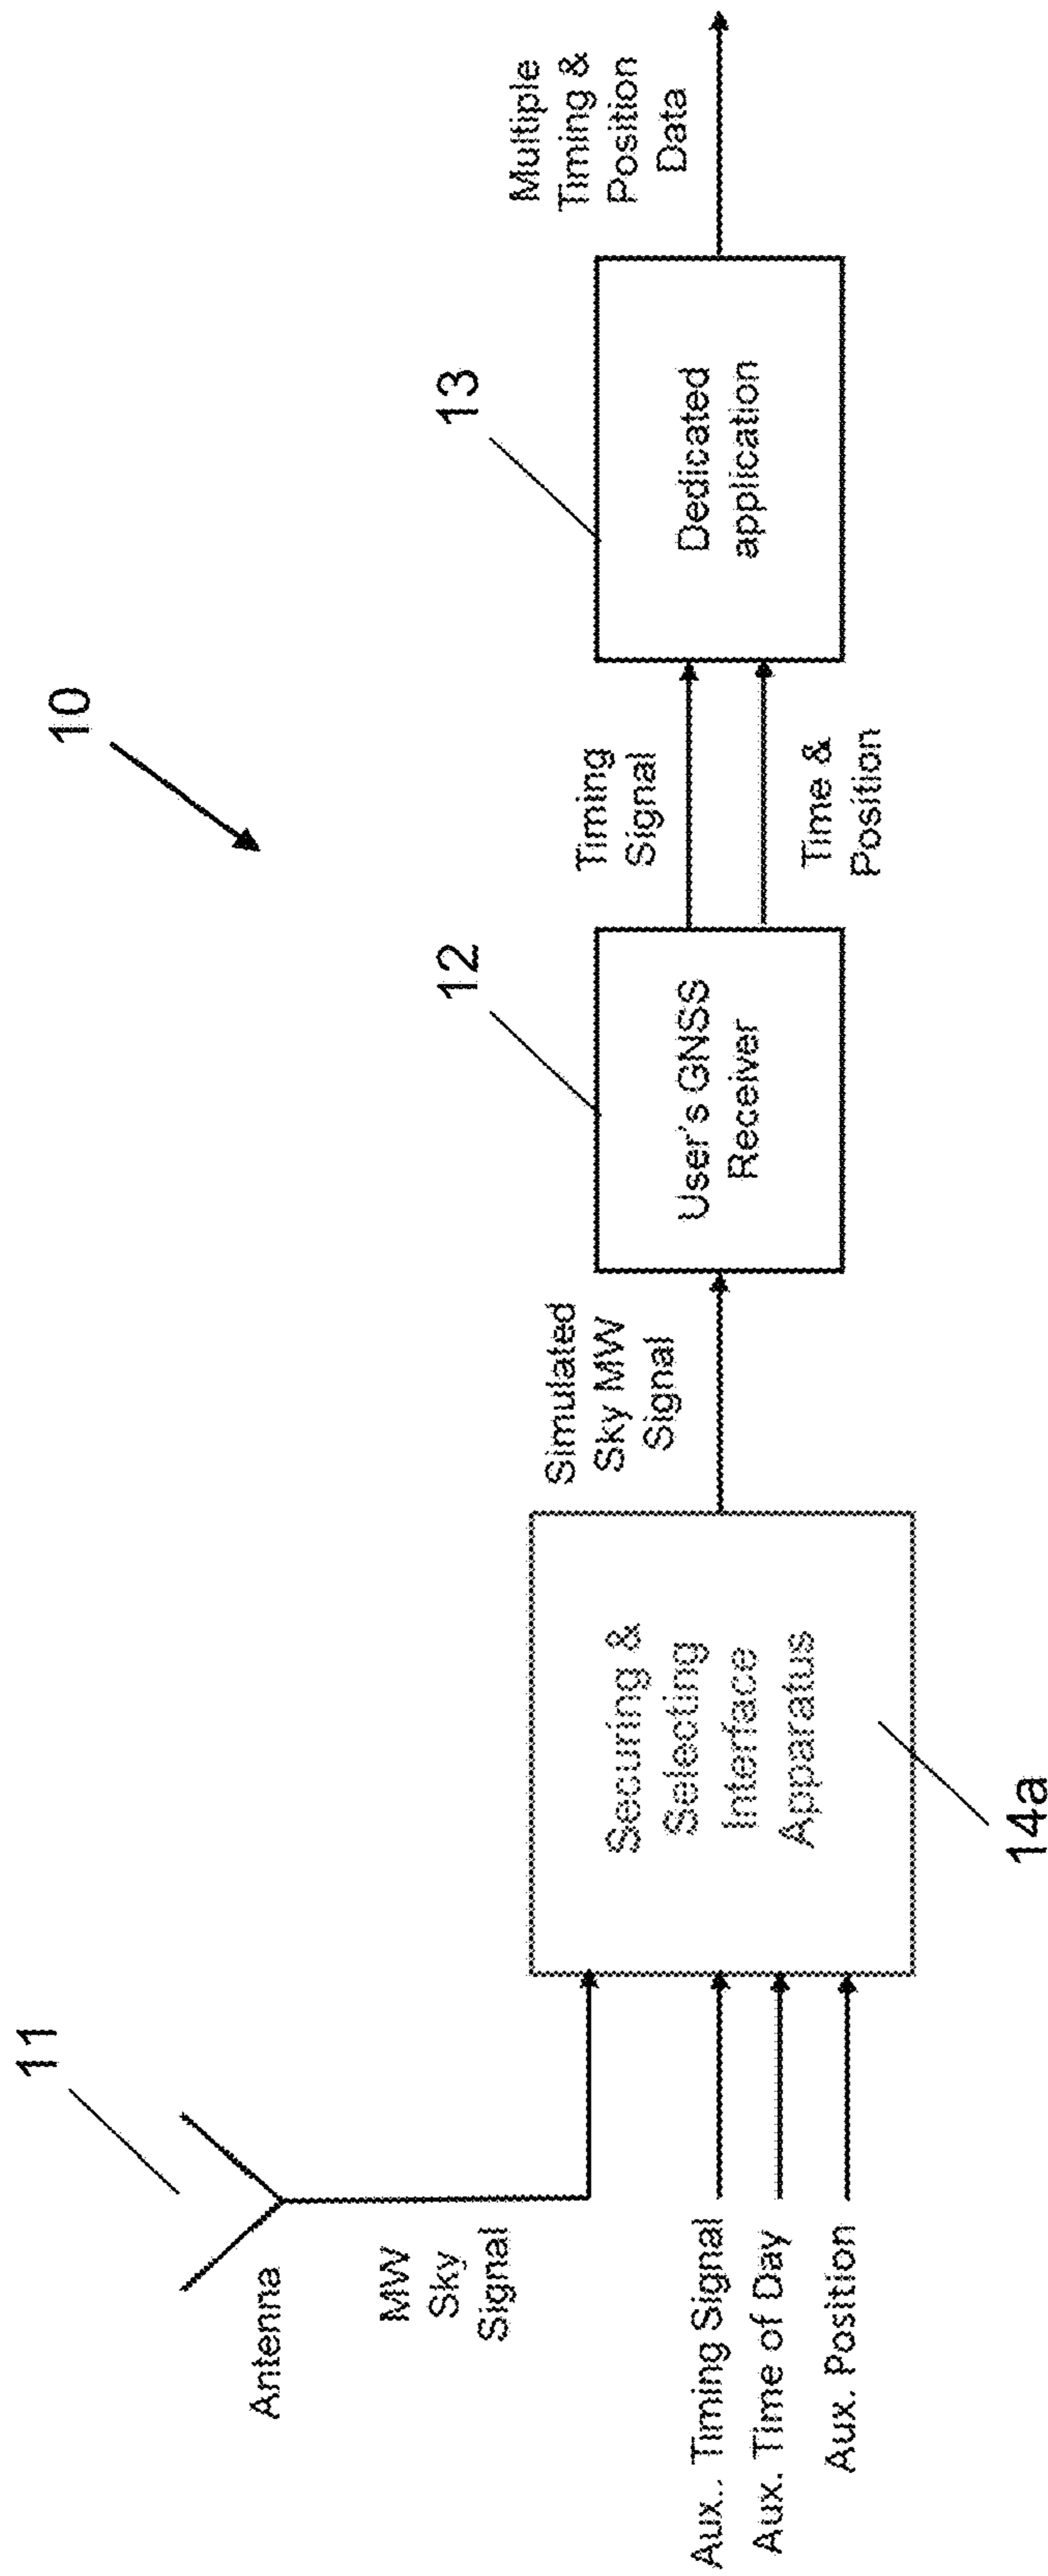 10
11
Antenna
MW
Sky
Signal
Aux.. Timing Signal
Aux. Time of Day
Aux. Position
Securing &
Selecting
Interface
Apparatus
14a
Simulated
Sky MW
Signal
12
User's GNSS
Receiver
Timing
Signal
Time &
Position
13
Dedicated
application
Multiple
Timing &
Position
Data